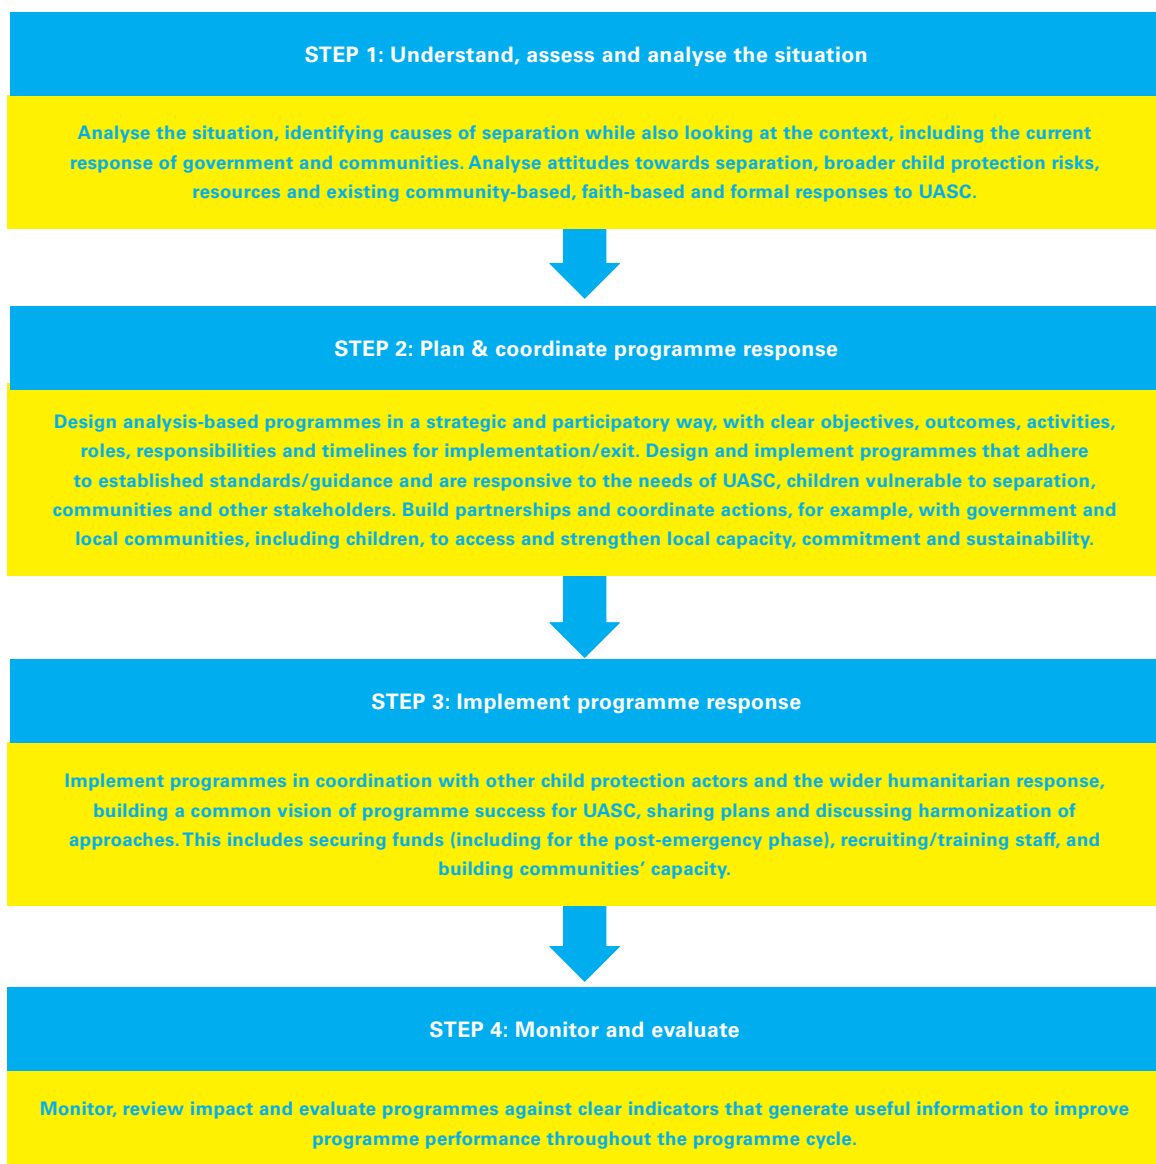 STEP 1: Understand, assess and analyse the situation
Analyse the situation, identifying causes of separation while also looking at the context, including the current
response of government and communities. Analyse attitudes towards separation, broader child protection risks,
resources and existing community-based, faith-based and formal responses to UASC.
STEP 2: Plan & coordinate programme response
Design analysis-based programmes in a strategic and participatory way, with clear objectives, outcomes, activities,
roles, responsibilities and timelines for implementation/exit. Design and implement programmes that adhere
to established standards/guidance and are responsive to the needs of UASC, children vulnerable to separation,
communities and other stakeholders. Build partnerships and coordinate actions, for example, with government and
local communities, including children, to access and strengthen local capacity, commitment and sustainability.
STEP 3: Implement programme response
Implement programmes in coordination with other child protection actors and the wider humanitarian response,
building a common vision of programme success for UASC, sharing plans and discussing harmonization of
approaches. This includes securing funds (including for the post-emergency phase), recruiting/training staff, and
building communities’ capacity.
STEP 4: Monitor and evaluate
Monitor, review impact and evaluate programmes against clear indicators that generate useful information to improve
programme performance throughout the programme cycle.